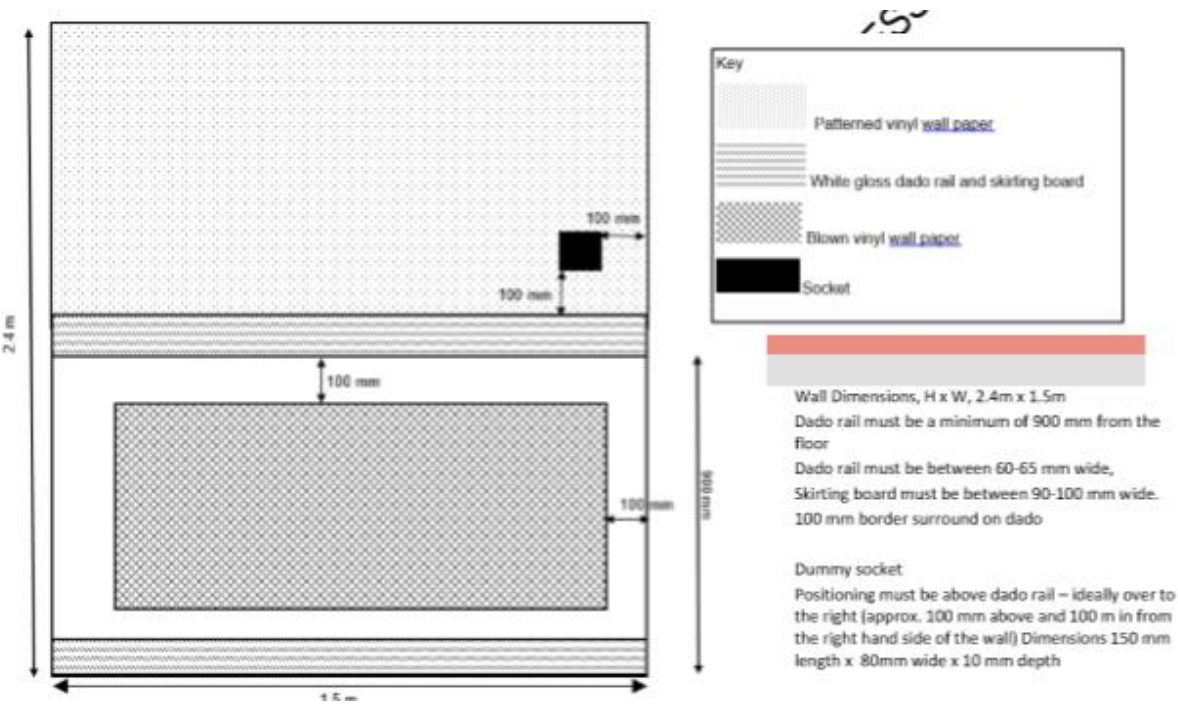 Key
Patterned vinyl wall paper
White gloss dado rail and skirting board
Blown vinyl wall paper
Socket
100 mm
100 mm
2.4 m
100 mm
100 mm
900 mm
1.5 m
Wall Dimensions, H x W, 2.4m x 1.5m
Dado rail must be a minimum of 900 mm from the
floor
Dado rail must be between 60-65 mm wide,
Skirting board must be between 90-100 mm wide.
100 mm border surround on dado
Dummy socket
Positioning must be above dado rail – ideally over to
the right (approx. 100 mm above and 100 m in from
the right hand side of the wall) Dimensions 150 mm
length x 80mm wide x 10 mm depth